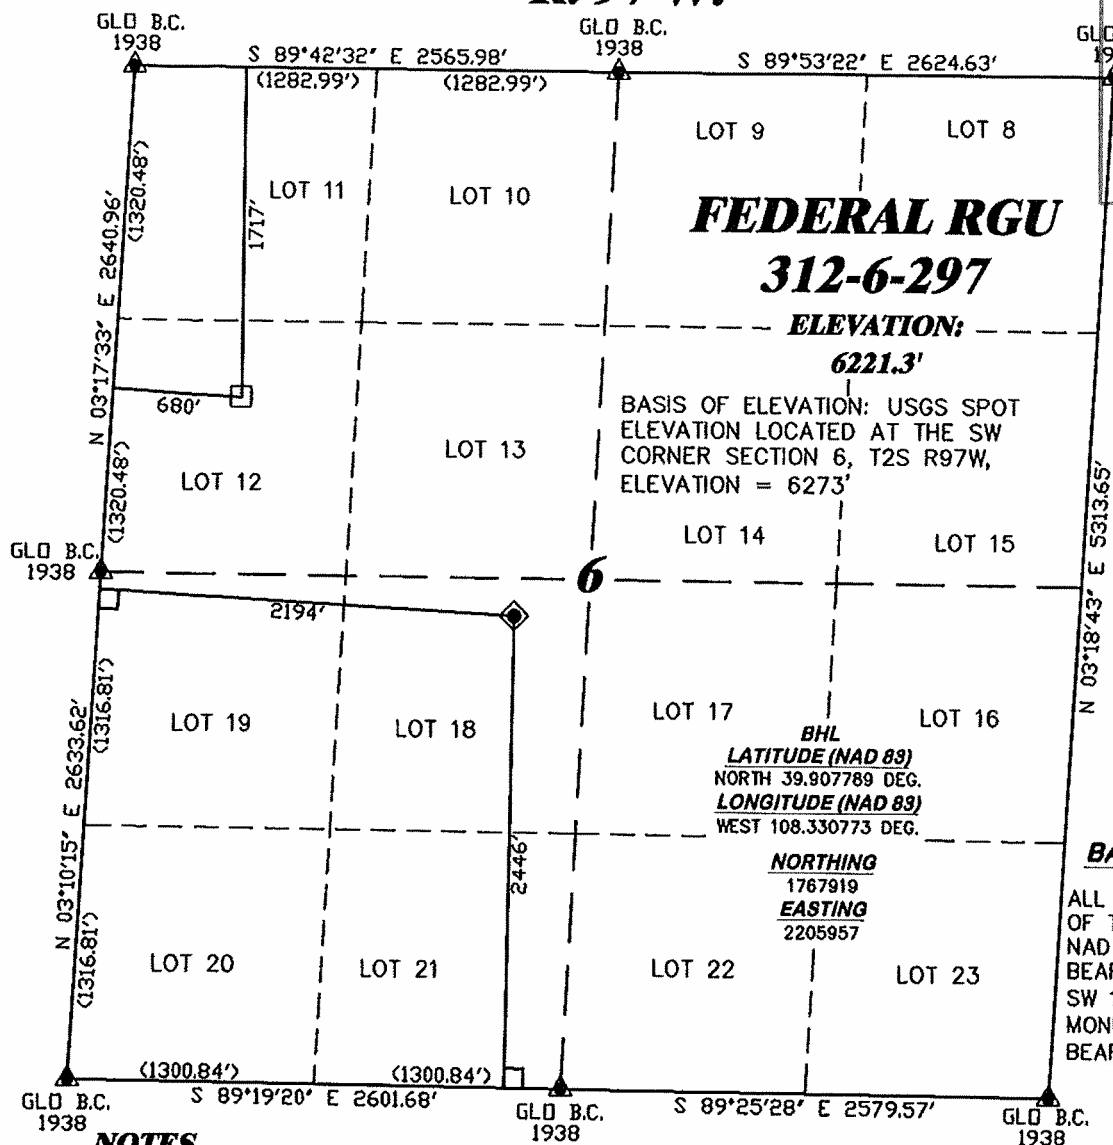 GLO B.C.
1938
S 89°42'32" E 2565.98'
(1282.99')
(1282.99')
GLO B.C.
1938
S 89°53'22" E 2624.63'
LOT 9
LOT 8
LOT 11
LOT 10
(1320.48')
N 03°17'33" E 2640.96'
1717'
FEDERAL RGU
312-6-297
ELEVATION:
6221.3'
BASIS OF ELEVATION: USGS SPOT
ELEVATION LOCATED AT THE SW
CORNER SECTION 6, T2S R97W,
ELEVATION = 6273'
680'
LOT 12
LOT 13
(1320.48')
LOT 14
LOT 15
N 03°18'43" E 5313.65'
GLO B.C.
1938
6
2194'
(1316.81')
N 03°10'15" E 2633.62'
LOT 19
LOT 18
LOT 17
LOT 16
BHL
LATITUDE (NAD 83)
NORTH 39.907789 DEG.
LONGITUDE (NAD 83)
WEST 108.330773 DEG.
NORTHING
1767919
EASTING
2205957
2446'
(1316.81')
LOT 20
LOT 21
LOT 22
LOT 23
ALL
NAD
SW
(1300.84')
(1300.84')
S 89°19'20" E 2601.68'
S 89°25'28" E 2579.57'
GLO B.C.
1938
GLO B.C.
1938
GLO B.C.
1938
NOTES